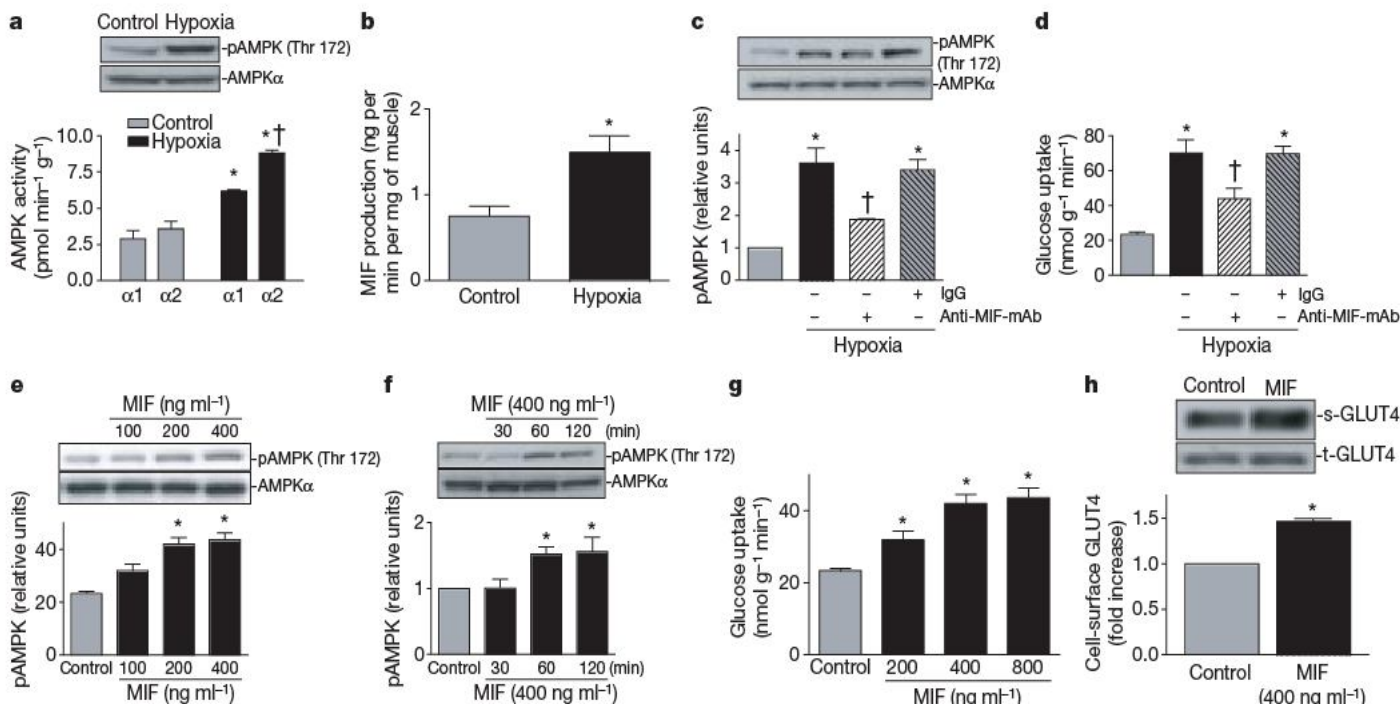 a
Control Hypoxia
-pAMPK (Thr 172)
-AMPKα
Control
Hypoxia
AMPK activity
(pmol min⁻¹ g⁻¹)
10.0
7.5
5.0
2.5
0.0
*
*†
α1 α2 α1 α2
b
MIF production (ng per
min per mg of muscle)
2
1
0
*
Control Hypoxia
c
-pAMPK
(Thr 172)
-AMPKα
pAMPK (relative units)
4
3
2
1
0
* † *
– – + IgG
– + – Anti-MIF-mAb
Hypoxia
d
Glucose uptake
(nmol g⁻¹ min⁻¹)
80
60
40
20
0
* † *
– – + IgG
– + – Anti-MIF-mAb
Hypoxia
e
MIF (ng ml⁻¹)
100 200 400
-pAMPK (Thr 172)
-AMPKα
pAMPK (relative units)
40
20
0
* *
Control 100 200 400
MIF (ng ml⁻¹)
f
MIF (400 ng ml⁻¹)
30 60 120 (min)
-pAMPK (Thr 172)
-AMPKα
pAMPK (relative units)
2
1
0
* *
Control 30 60 120 (min)
MIF (400 ng ml⁻¹)
g
Glucose uptake
(nmol g⁻¹ min⁻¹)
40
20
0
* * *
Control 200 400 800
MIF (ng ml⁻¹)
h
Control MIF
-s-GLUT4
-t-GLUT4
Cell-surface GLUT4
(fold increase)
1.5
1.0
0.5
0.0
*
Control MIF
(400 ng ml⁻¹)